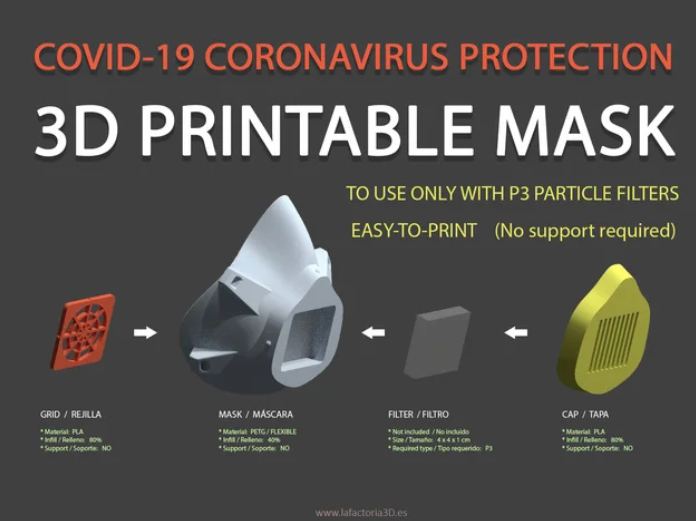 COVID-19 CORONAVIRUS PROTECTION
3D PRINTABLE MASK
TO USE ONLY WITH P3 PARTICLE FILTERS
EASY-TO-PRINT (No support required)
GRID / REJILLA
* Material: PLA
* Infill / Relleno: 80%
* Support / Soporte: NO
MASK / MÁSCARA
* Material: PETG / FLEXIBLE
* Infill / Relleno: 40%
* Support / Soporte: NO
FILTER / FILTRO
* Not included / No incluido
* Size / Tamaño: 4 x 4 x 1 cm
* Required type / Tipo requerido: P3
CAP / TAPA
* Material: PLA
* Infill / Relleno: 80%
* Support / Soporte: NO
www.lafactoria3D.es